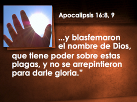 Apocalipsis 16:8, 9
...y blasfemaron
el nombre de Dios,
que tiene poder sobre estas
plagas, y no se arrepintieron
para darle gloria."